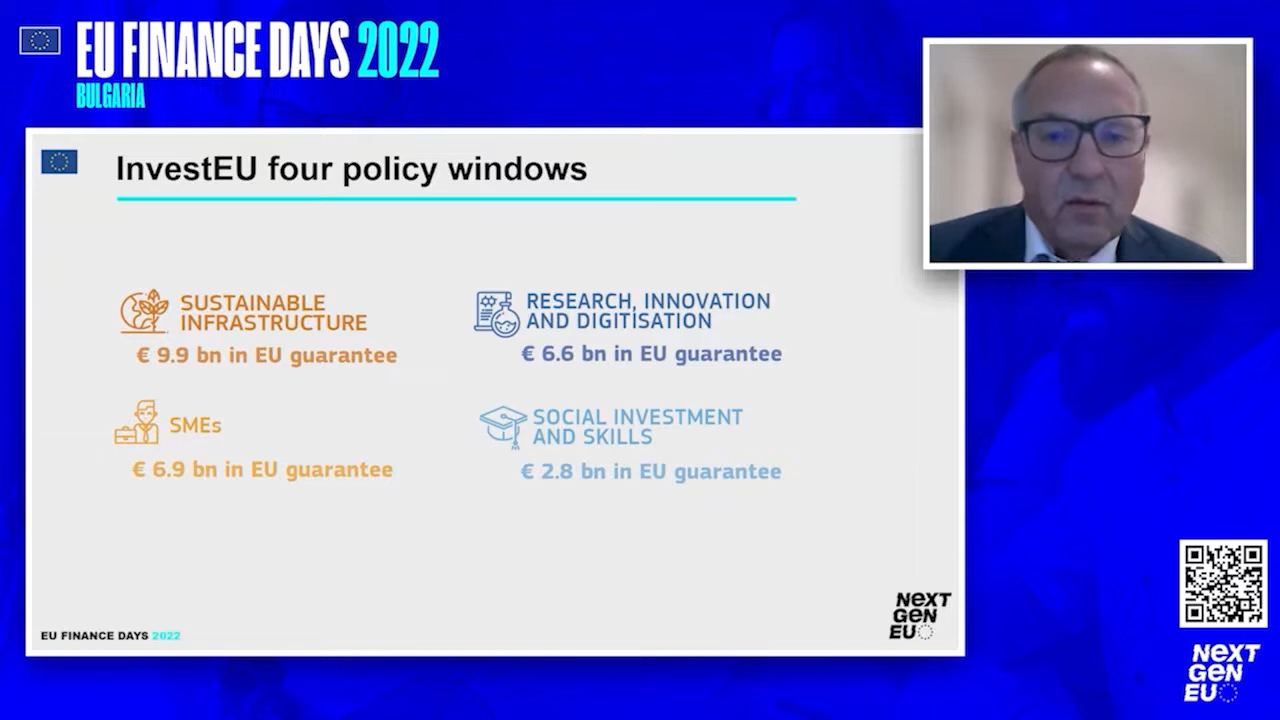 EU FINANCE DAYS 2022
BULGARIA
InvestEU four policy windows
SUSTAINABLE
INFRASTRUCTURE
€ 9.9 bn in EU guarantee
RESEARCH, INNOVATION
AND DIGITISATION
€ 6.6 bn in EU guarantee
SMEs
€ 6.9 bn in EU guarantee
SOCIAL INVESTMENT
AND SKILLS
€ 2.8 bn in EU guarantee
NEXT
GEN
EU
EU FINANCE DAYS 2022
NEXT
GEN
EU